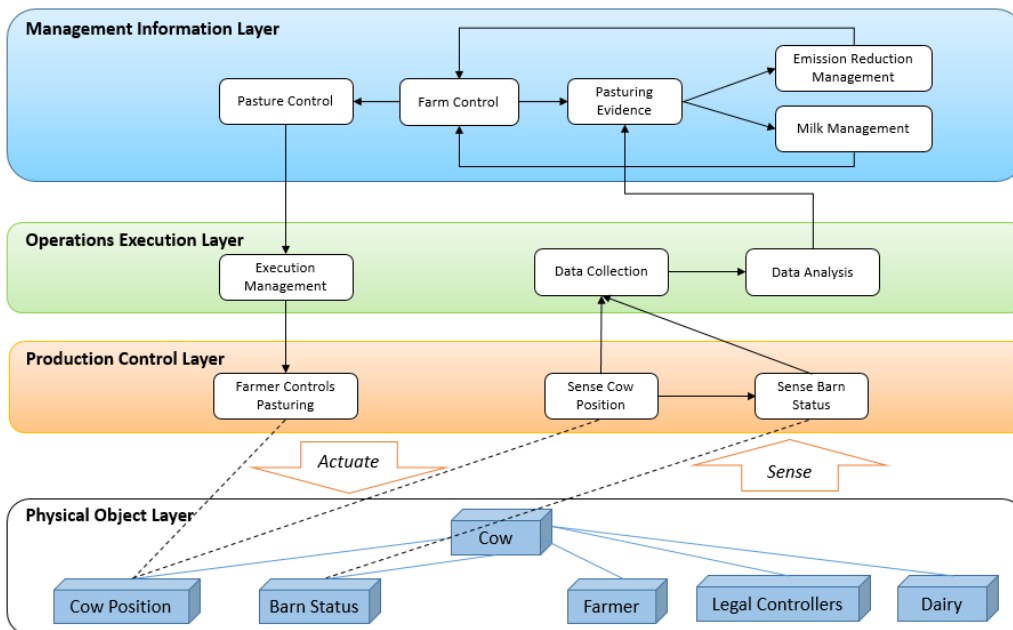 Management Information Layer
Emission Reduction
Management
Pasture Control
Farm Control
Pasturing
Evidence
Milk Management
Operations Execution Layer
Execution
Management
Data Collection
Data Analysis
Production Control Layer
Farmer Controls
Pasturing
Sense Cow
Position
Sense Barn
Status
Actuate
Sense
Physical Object Layer
Cow
Cow Position
Barn Status
Farmer
Legal Controllers
Dairy